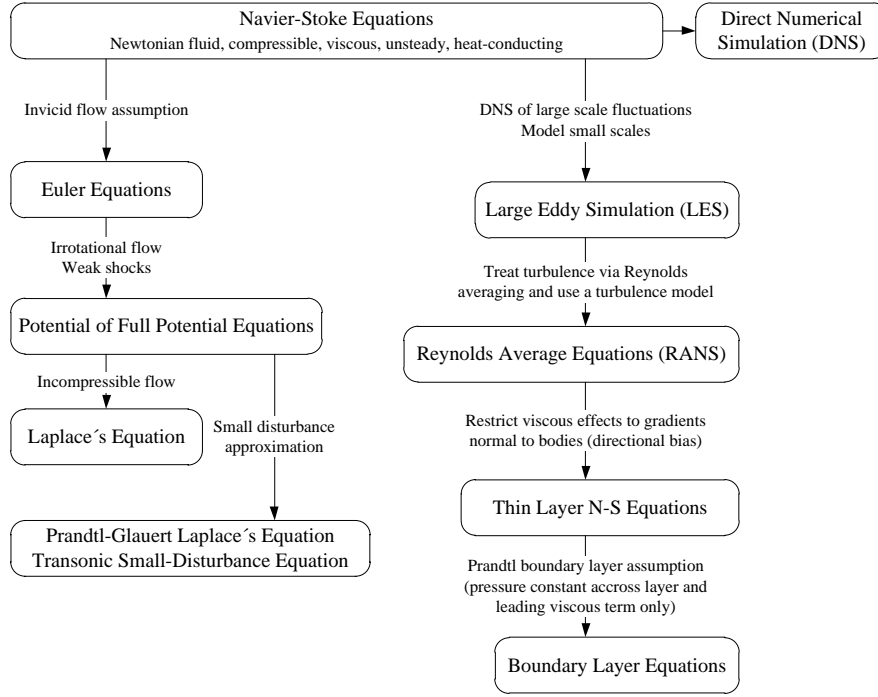 Navier-Stoke Equations
Newtonian fluid, compressible, viscous, unsteady, heat-conducting
Direct Numerical
Simulation (DNS)
Invicid flow assumption
DNS of large scale fluctuations
Model small scales
Euler Equations
Large Eddy Simulation (LES)
Irrotational flow
Weak shocks
Treat turbulence via Reynolds
averaging and use a turbulence model
Potential of Full Potential Equations
Reynolds Average Equations (RANS)
Incompressible flow
Small disturbance
approximation
Restrict viscous effects to gradients
normal to bodies (directional bias)
Laplace´s Equation
Thin Layer N-S Equations
Prandtl-Glauert Laplace´s Equation
Transonic Small-Disturbance Equation
Prandtl boundary layer assumption
(pressure constant accross layer and
leading viscous term only)
Boundary Layer Equations